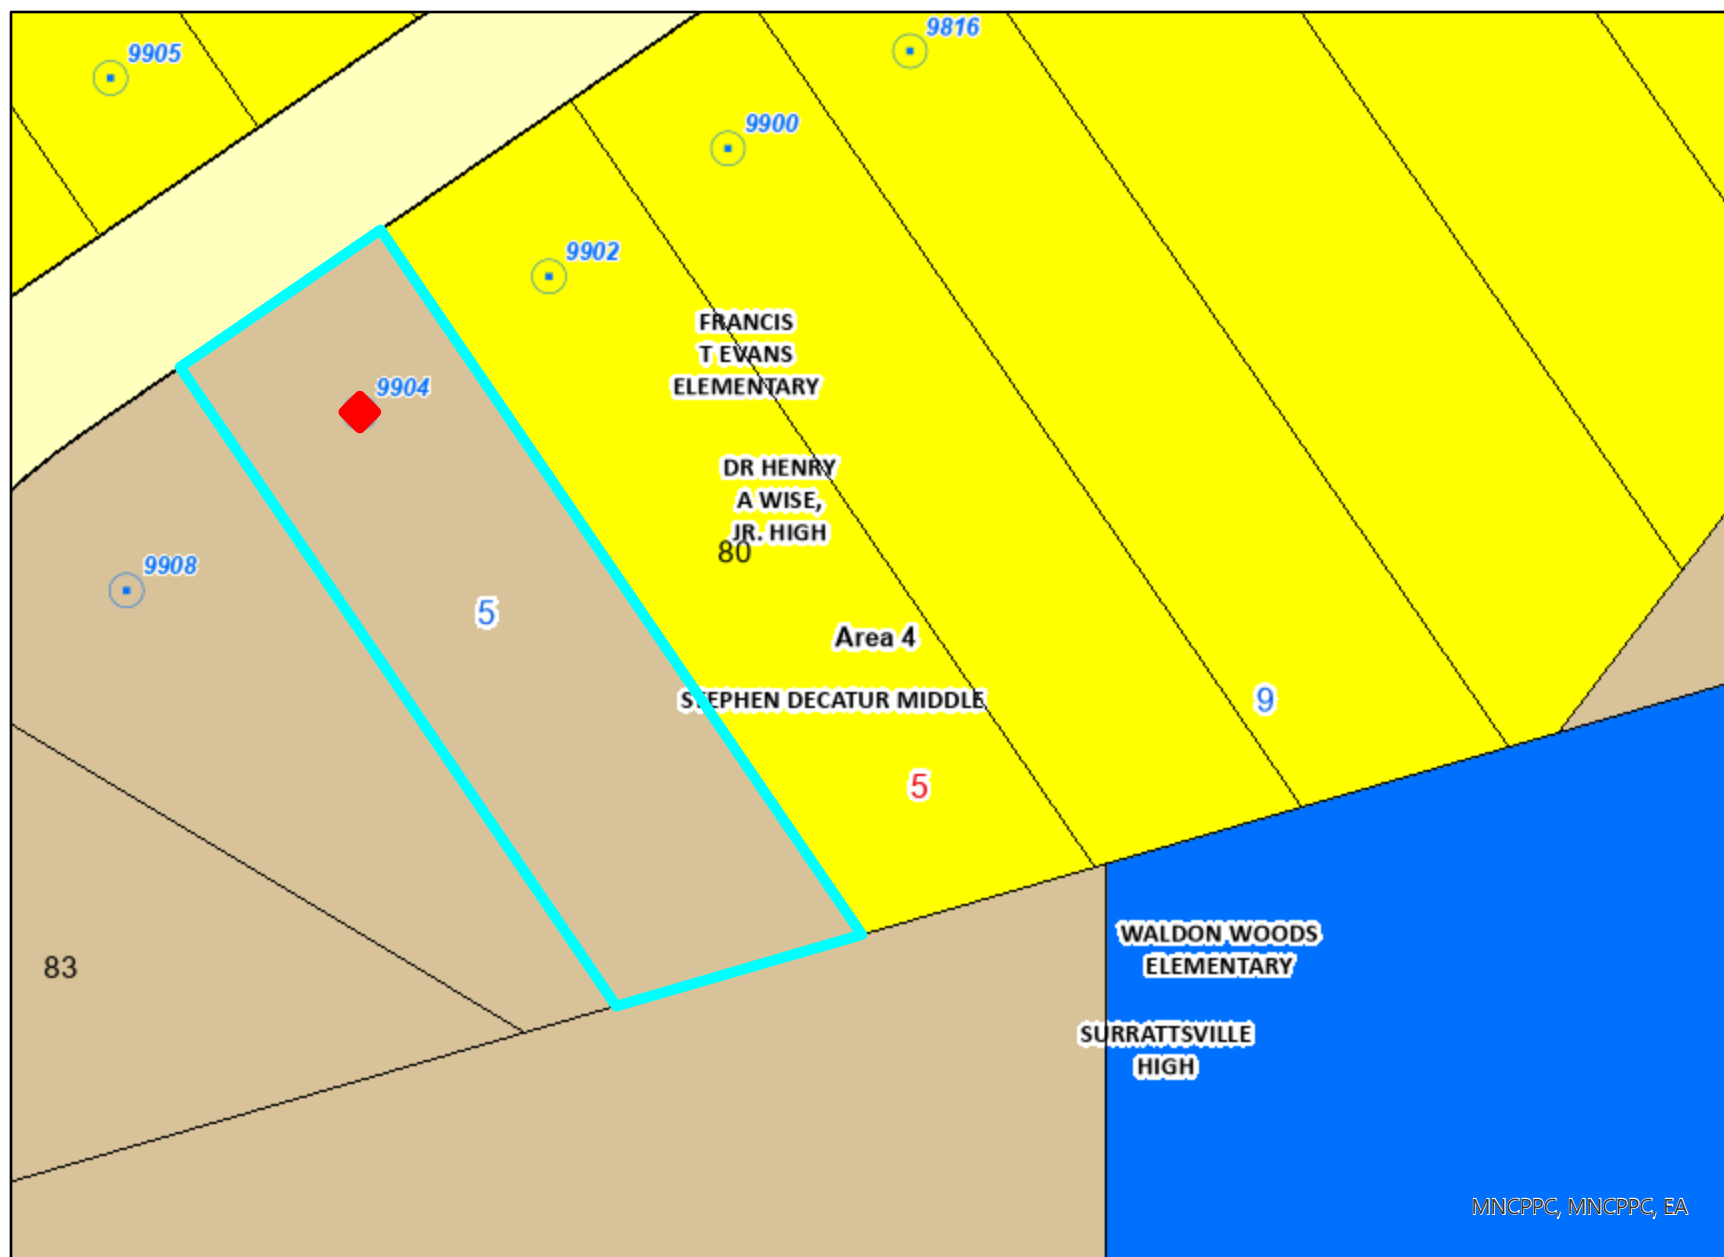 9816
9905
9900
9902
FRANCIS
T EVANS
ELEMENTARY
9904
DR HENRY
A WISE,
JR. HIGH
80
9908
5
Area 4
STEPHEN DECATUR MIDDLE
9
5
WALDON WOODS
ELEMENTARY
83
SURRATTSVILLE
HIGH
MNCPPC, MNCPPC, EA